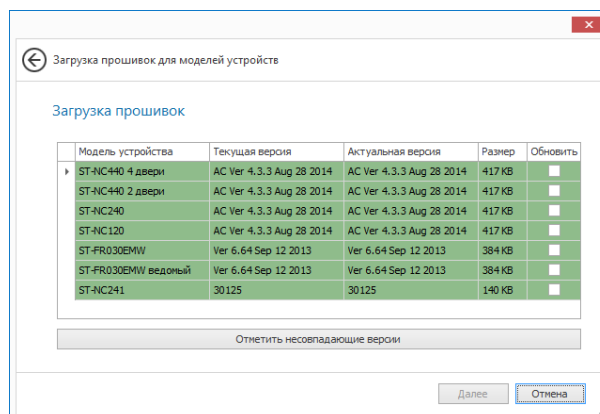 Загрузка прошивок для моделей устройств
Загрузка прошивок
Модель устройства Текущая версия Актуальная версия Размер Обновить
ST-NC440 4 двери AC Ver 4.3.3 Aug 28 2014 AC Ver 4.3.3 Aug 28 2014 417 KB
ST-NC440 2 двери AC Ver 4.3.3 Aug 28 2014 AC Ver 4.3.3 Aug 28 2014 417 KB
ST-NC240 AC Ver 4.3.3 Aug 28 2014 AC Ver 4.3.3 Aug 28 2014 417 KB
ST-NC120 AC Ver 4.3.3 Aug 28 2014 AC Ver 4.3.3 Aug 28 2014 417 KB
ST-FR030EMW Ver 6.64 Sep 12 2013 Ver 6.64 Sep 12 2013 384 KB
ST-FR030EMW ведомый Ver 6.64 Sep 12 2013 Ver 6.64 Sep 12 2013 384 KB
ST-NC241 30125 30125 140 KB
Отметить несовпадающие версии
Далее Отмена